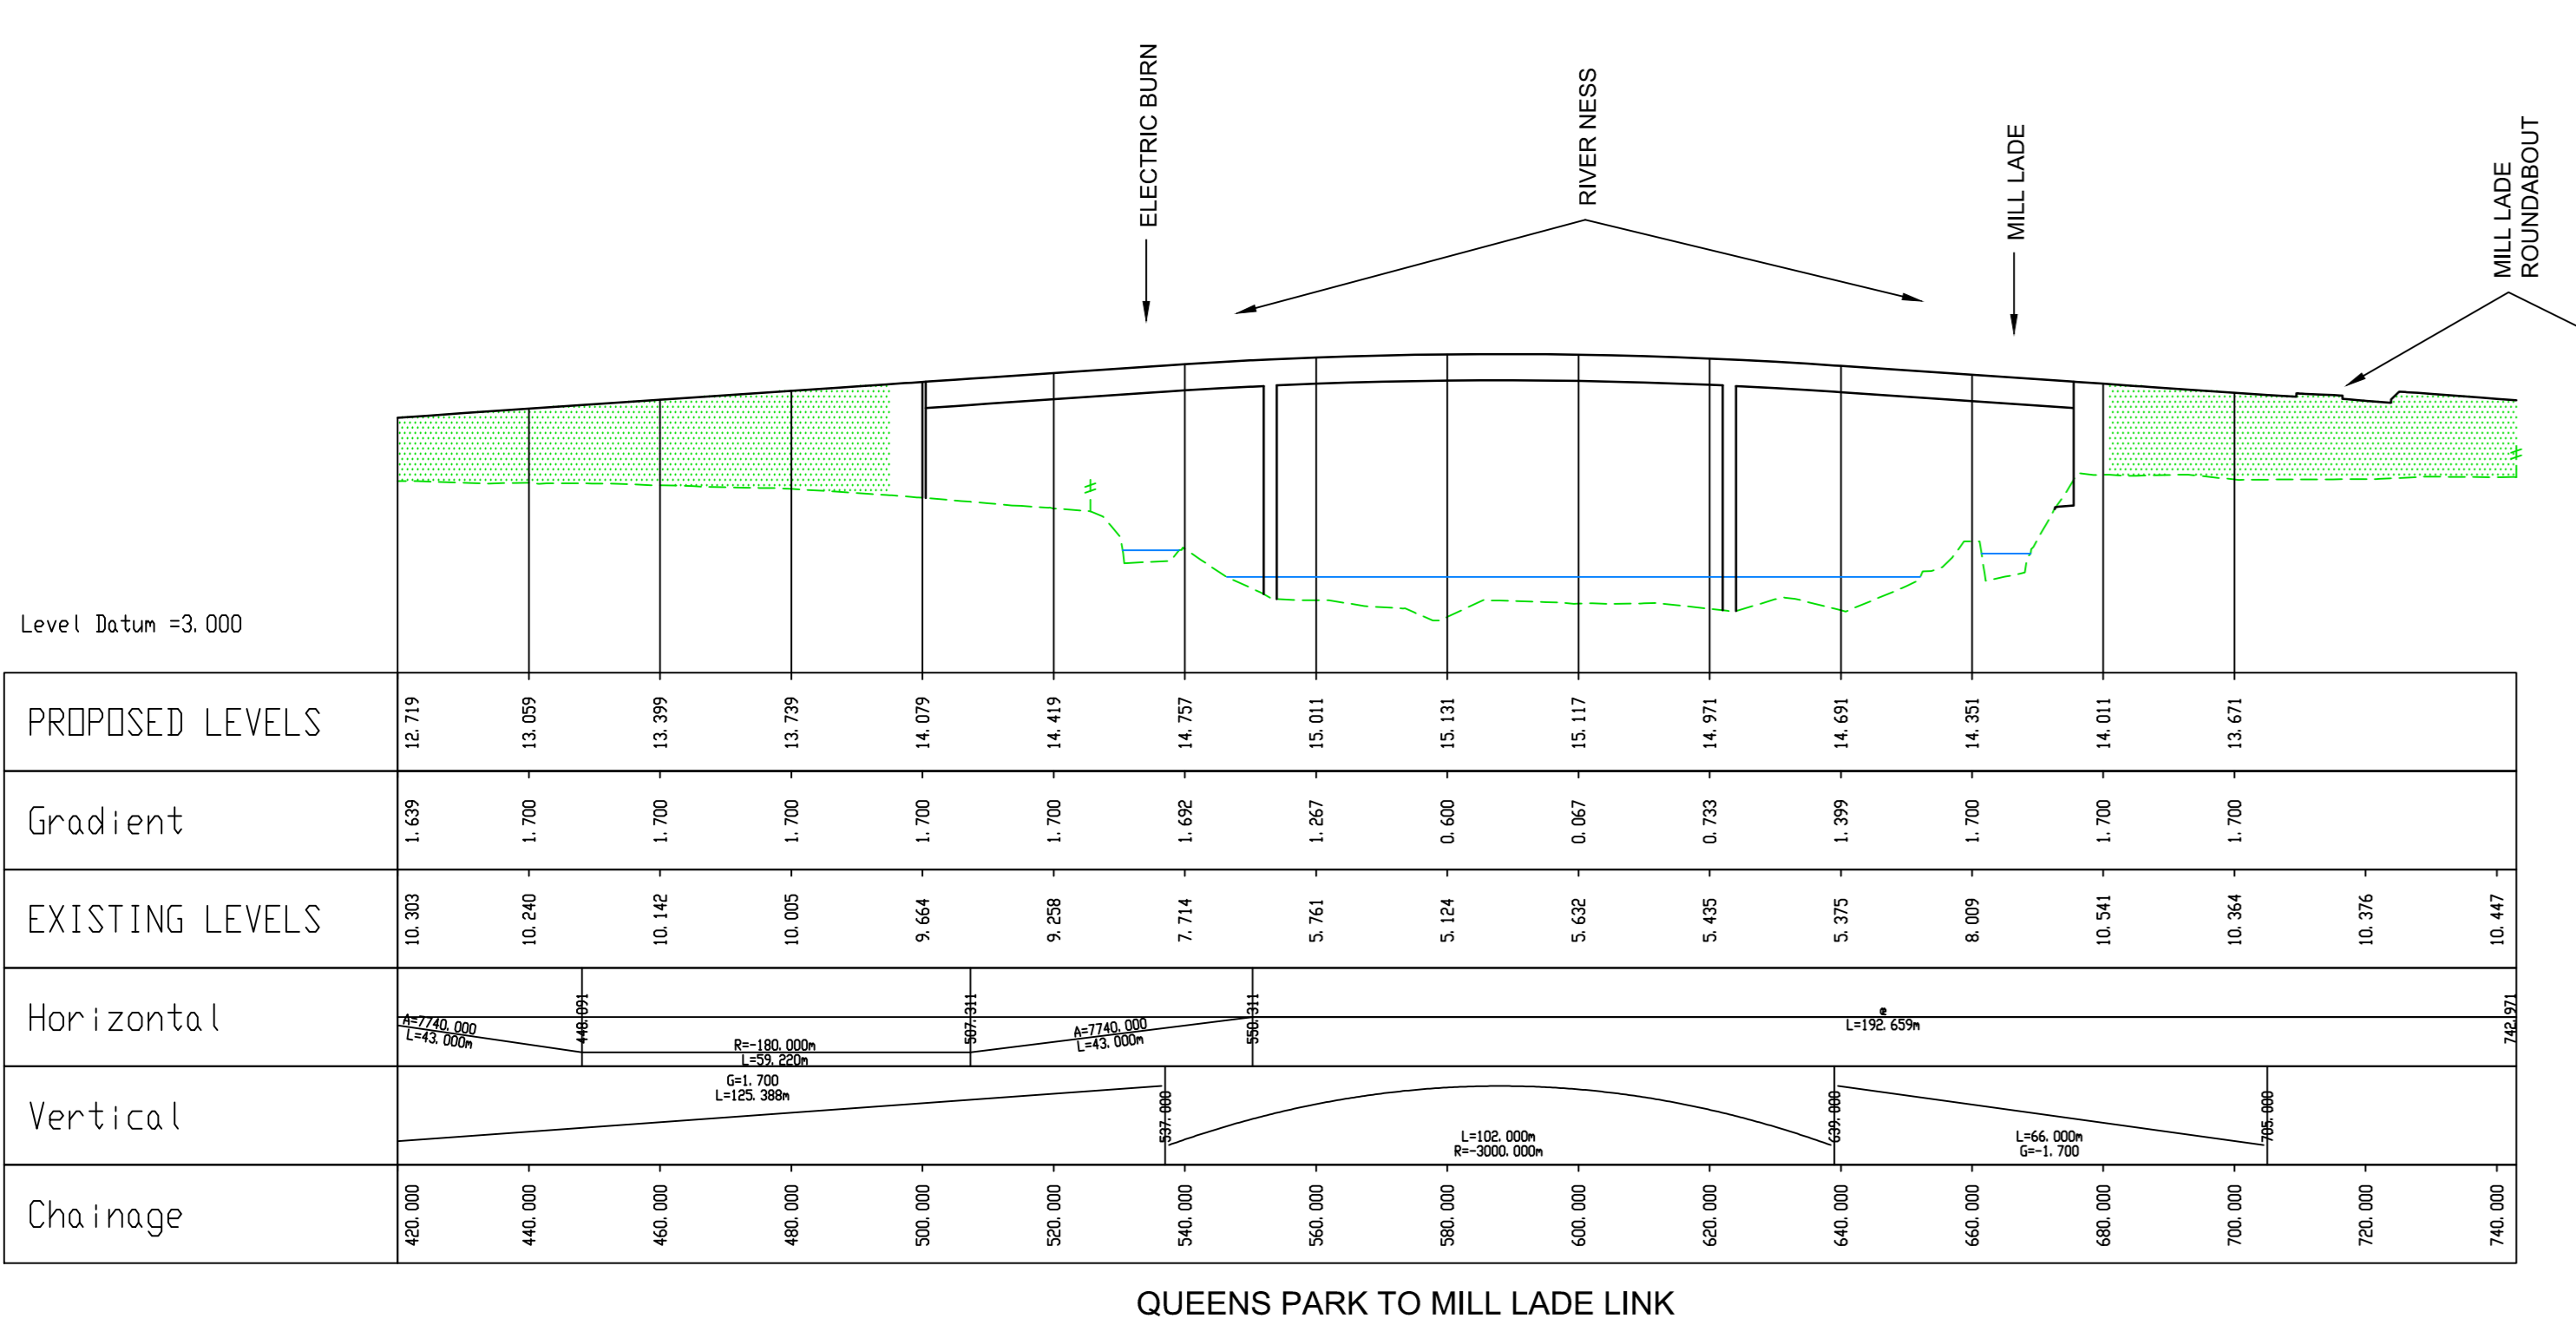 ELECTRIC BURN
RIVER NESS
MILL LADE
MILL LADE
ROUNDABOUT
Level Datum =3.000
PROPOSED LEVELS 12.719 13.059 13.399 13.739 14.079 14.419 14.757 15.011 15.131 15.117 14.971 14.691 14.351 14.011 13.671
Gradient 1.639 1.700 1.700 1.700 1.700 1.700 1.692 1.267 0.600 0.067 0.733 1.399 1.700 1.700 1.700
EXISTING LEVELS 10.303 10.240 10.142 10.005 9.664 9.258 7.714 5.761 5.124 5.632 5.435 5.375 8.009 10.541 10.364 10.376 10.447
Horizontal
A=7740.000
L=43.000m
448.091
R=-180.000m
L=59.220m
507.311
A=7740.000
L=43.000m
550.311
L=192.659m
742.971
Vertical
G=1.700
L=125.388m
537.000
L=102.000m
R=-3000.000m
639.000
L=66.000m
G=-1.700
705.000
Chainage 420.000 440.000 460.000 480.000 500.000 520.000 540.000 560.000 580.000 600.000 620.000 640.000 660.000 680.000 700.000 720.000 740.000
QUEENS PARK TO MILL LADE LINK